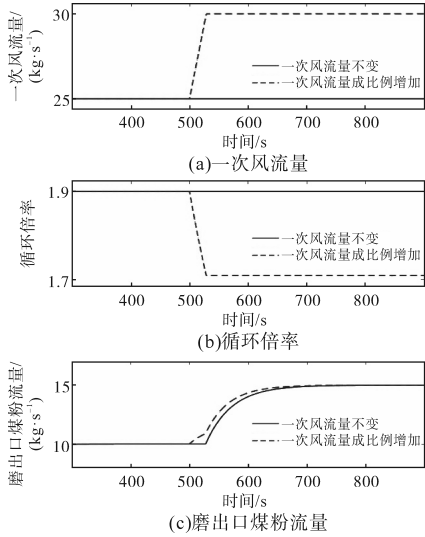 一次风流量/
(kg·s⁻¹)
30
25
一次风流量不变
一次风流量成比例增加
400 500 600 700 800
时间/s
(a)一次风流量
循环倍率
1.9
1.7
一次风流量不变
一次风流量成比例增加
400 500 600 700 800
时间/s
(b)循环倍率
磨出口煤粉流量/
(kg·s⁻¹)
15
10
一次风流量不变
一次风流量成比例增加
400 500 600 700 800
时间/s
(c)磨出口煤粉流量